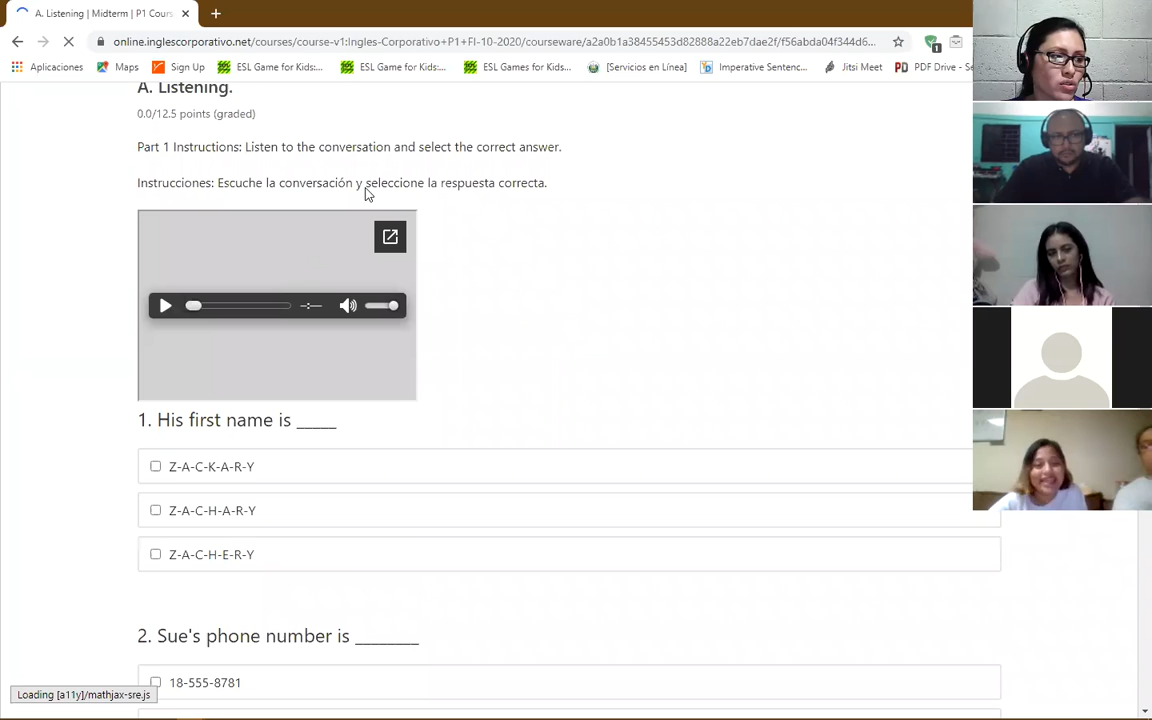 A. Listening | Midterm | P1 Cours
online.inglescorporativo.net/courses/course-v1:Ingles-Corporativo+P1+FI-10-2020/courseware/a2a0b1a38455453d82888a22eb7dae2f/f56abda04f344d6...
1
Aplicaciones Maps Sign Up ESL Game for Kids:... ESL Game for Kids:... ESL Games for Kids:... [Servicios en Línea] Imperative Sentenc... Jitsi Meet PDF Drive - Se
A. Listening.
0.0/12.5 points (graded)
Part 1 Instructions: Listen to the conversation and select the correct answer.
Instrucciones: Escuche la conversación y seleccione la respuesta correcta.
-:-
1. His first name is _____
Z-A-C-K-A-R-Y
Z-A-C-H-A-R-Y
Z-A-C-H-E-R-Y
2. Sue's phone number is ________
18-555-8781
Loading [a11y]/mathjax-sre.js